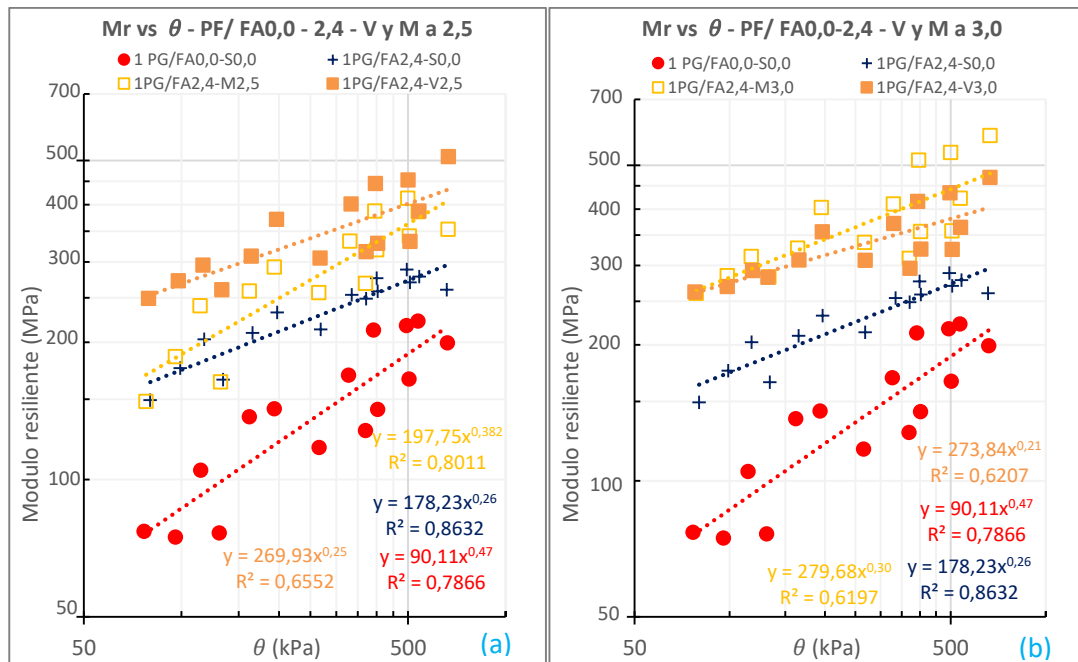 Mr vs θ - PF/ FA0,0 - 2,4 - V y M a 2,5
1 PG/FA0,0-S0,0
1PG/FA2,4-S0,0
1PG/FA2,4-M2,5
1PG/FA2,4-V2,5
700
500
400
300
200
100
50
Modulo resiliente (MPa)
y = 197,75x^0,382
R² = 0,8011
y = 178,23x^0,26
R² = 0,8632
y = 269,93x^0,25
R² = 0,6552
y = 90,11x^0,47
R² = 0,7866
50
θ (kPa)
500
(a)
Mr vs θ - PF/ FA0,0-2,4 - V y M a 3,0
1 PG/FA0,0-S0,0
1PG/FA2,4-S0,0
1PG/FA2,4-M3,0
1PG/FA2,4-V3,0
700
500
400
300
200
100
50
Modulo resiliente (MPa)
y = 273,84x^0,21
R² = 0,6207
y = 90,11x^0,47
R² = 0,7866
y = 279,68x^0,30
R² = 0,6197
y = 178,23x^0,26
R² = 0,8632
50
θ (kPa)
500
(b)